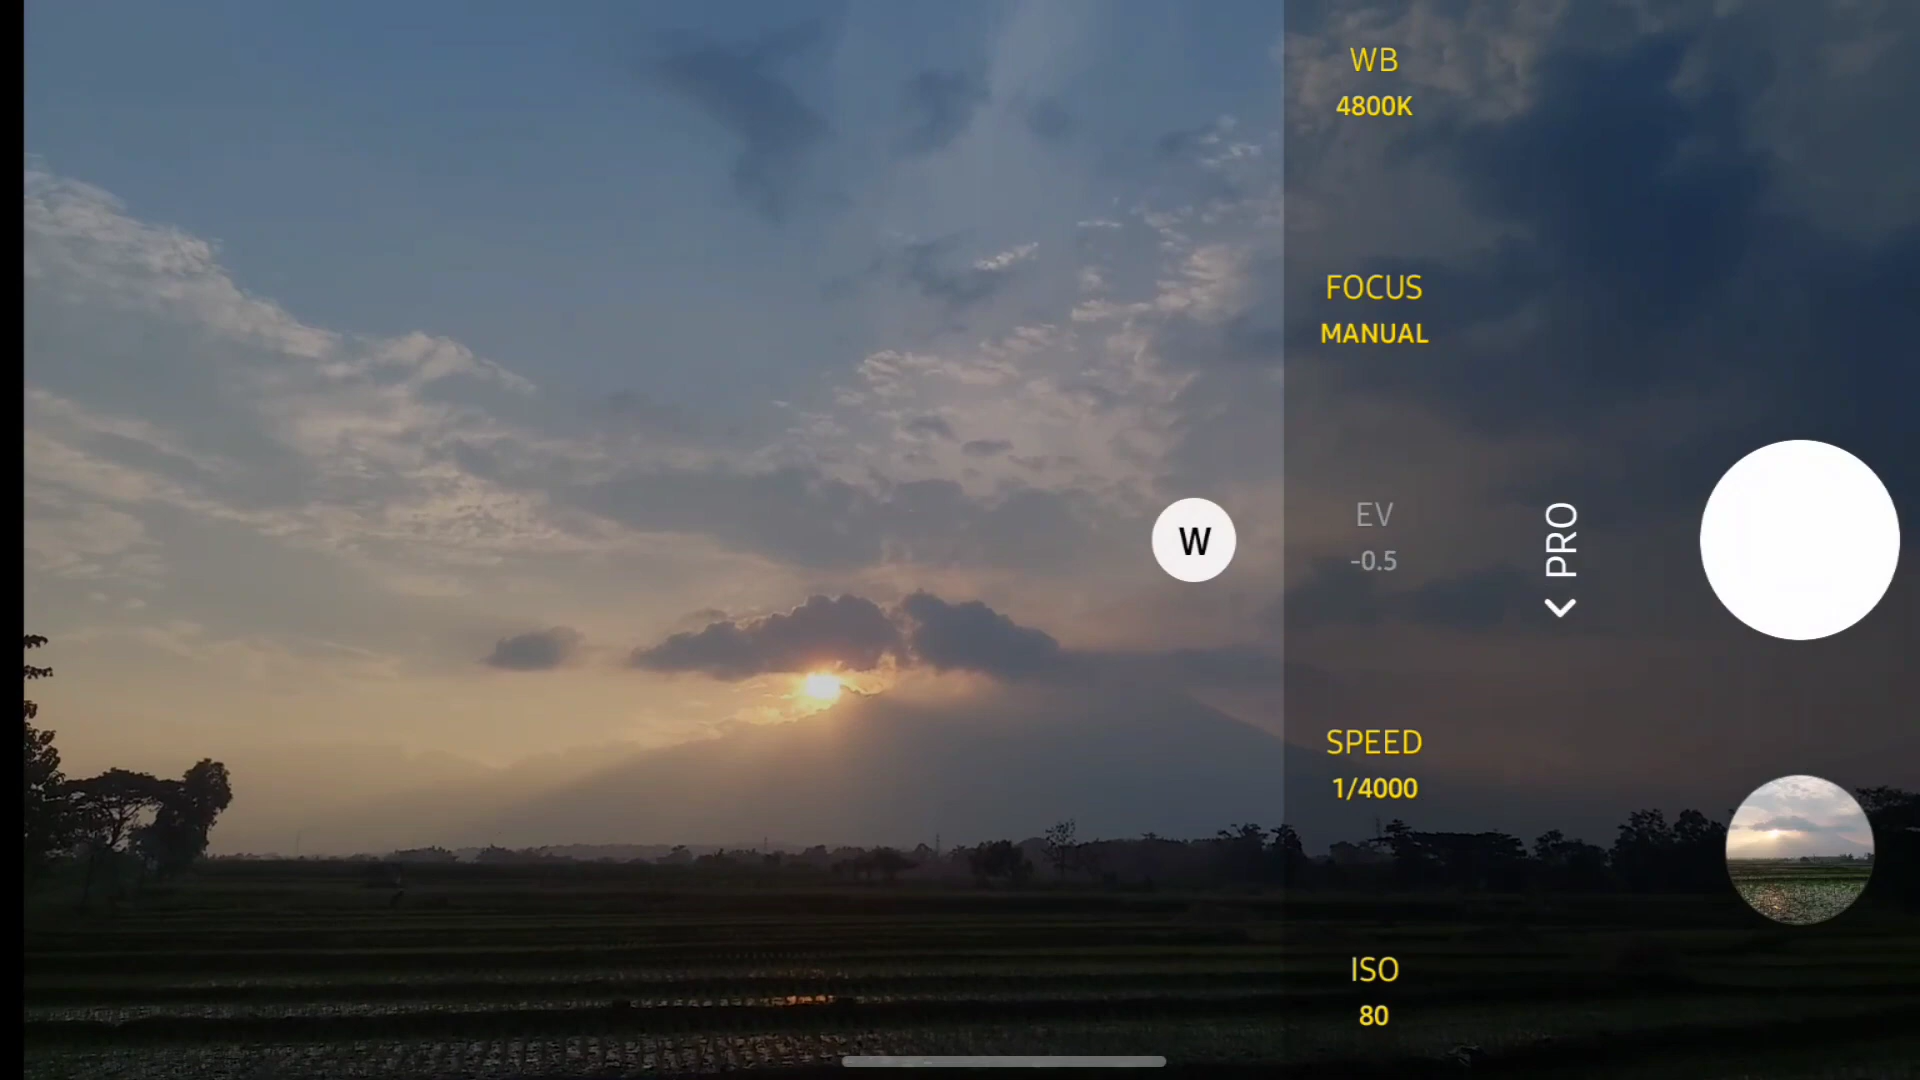 WB
4800K
FOCUS
MANUAL
W
EV
-0.5
PRO
SPEED
1/4000
ISO
80